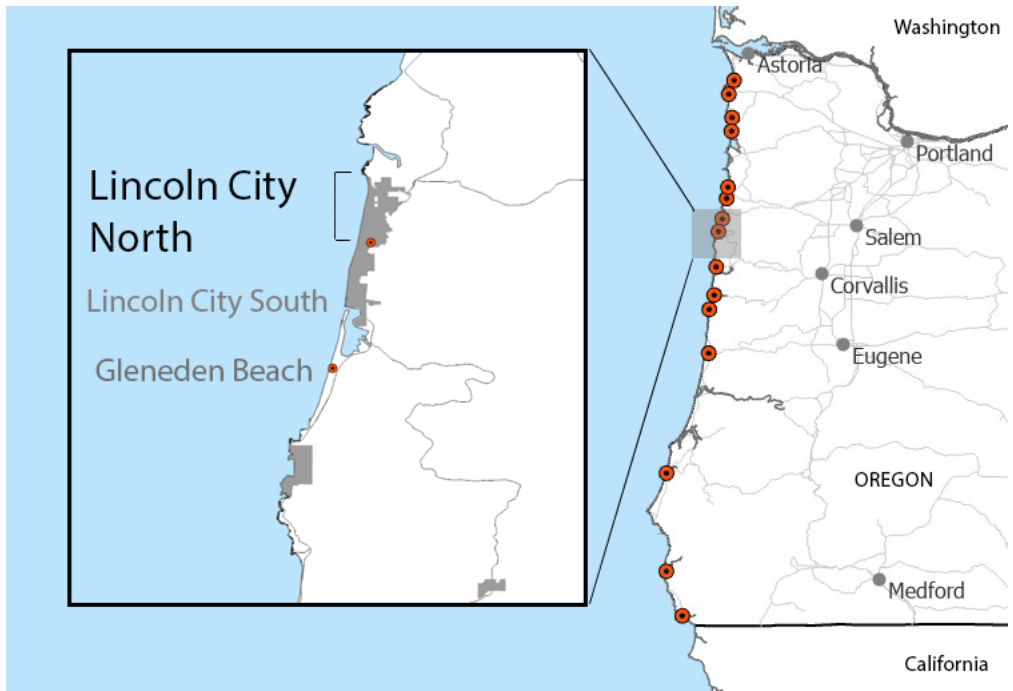 Washington
Astoria
Portland
Lincoln City
North
Salem
Lincoln City South
Corvallis
Gleneden Beach
Eugene
OREGON
Medford
California